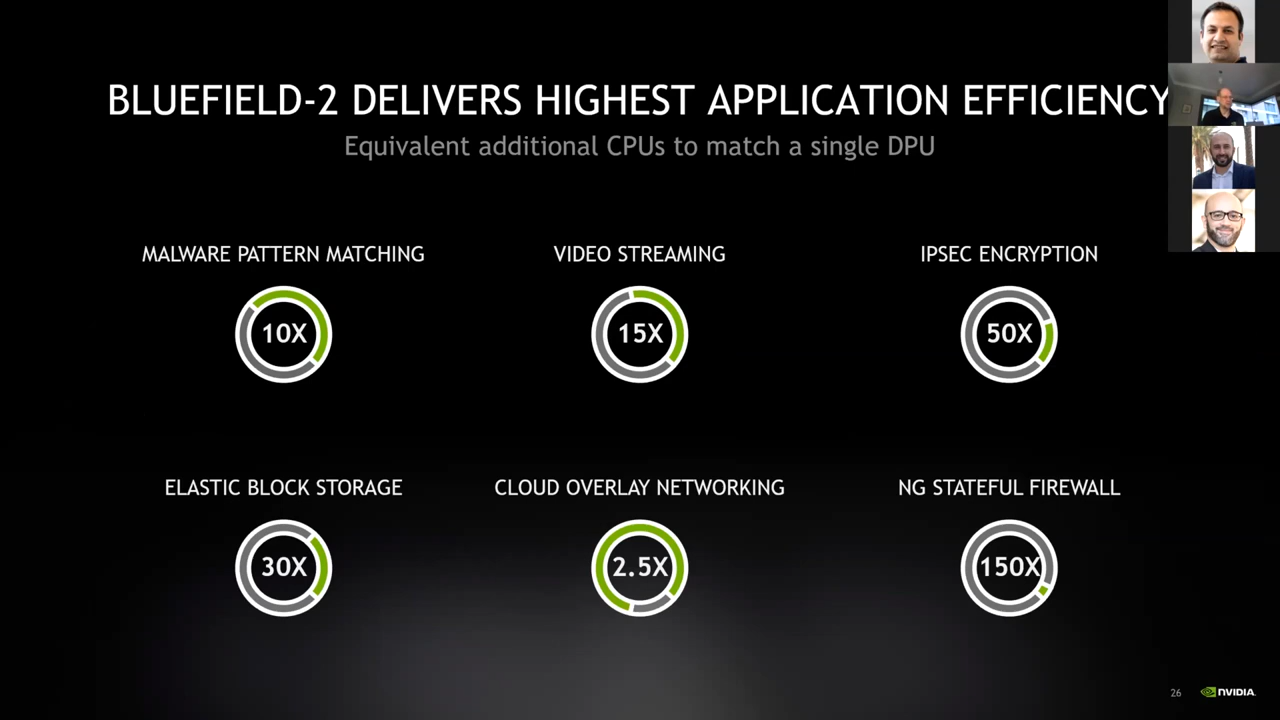 BLUEFIELD-2 DELIVERS HIGHEST APPLICATION EFFICIENCY
Equivalent additional CPUs to match a single DPU
MALWARE PATTERN MATCHING
10X
VIDEO STREAMING
15X
IPSEC ENCRYPTION
50X
ELASTIC BLOCK STORAGE
30X
CLOUD OVERLAY NETWORKING
2.5X
NG STATEFUL FIREWALL
150X
26
NVIDIA.